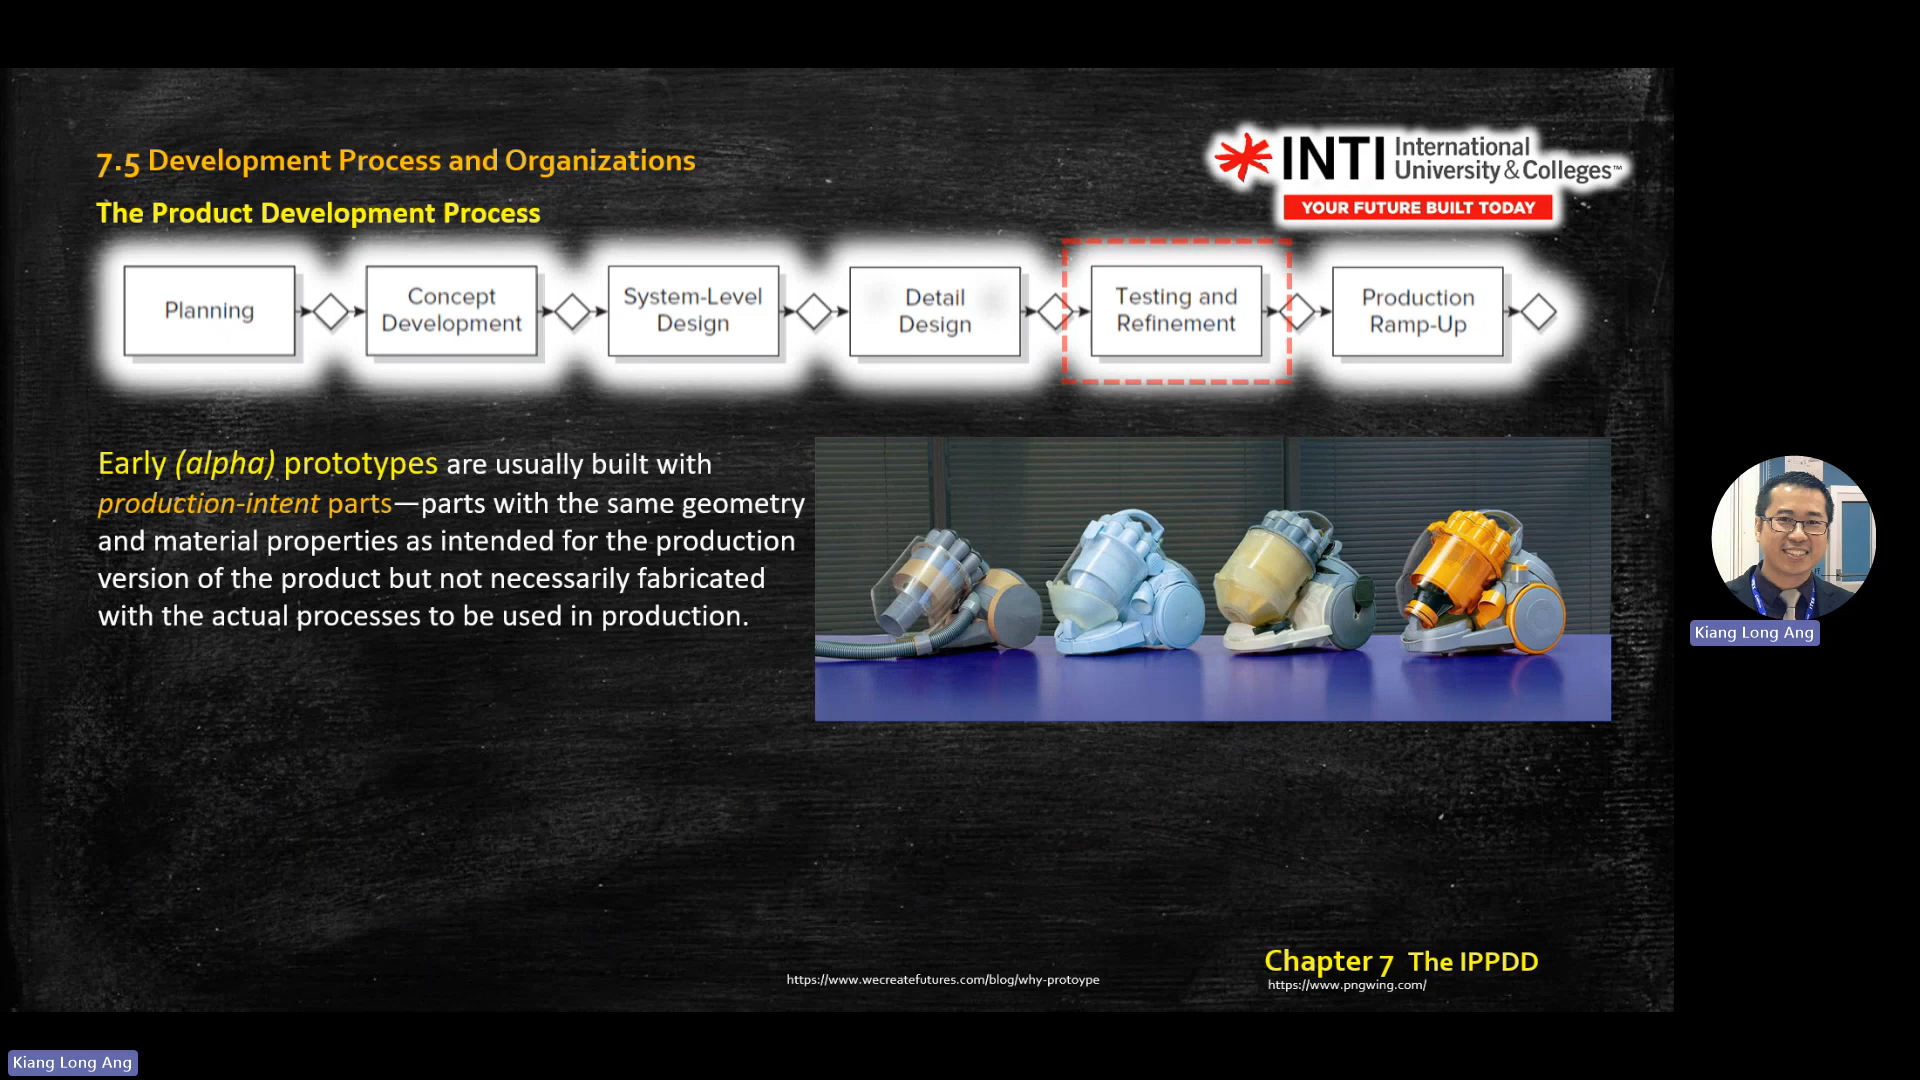 7.5 Development Process and Organizations
INTI International University & Colleges™
YOUR FUTURE BUILT TODAY
The Product Development Process
Planning
Concept
Development
System-Level
Design
Detail
Design
Testing and
Refinement
Production
Ramp-Up
Early (alpha) prototypes are usually built with
production-intent parts—parts with the same geometry
and material properties as intended for the production
version of the product but not necessarily fabricated
with the actual processes to be used in production.
Kiang Long Ang
Chapter 7 The IPPDD
https://www.wecreatefutures.com/blog/why-protoype
https://www.pngwing.com/
Kiang Long Ang